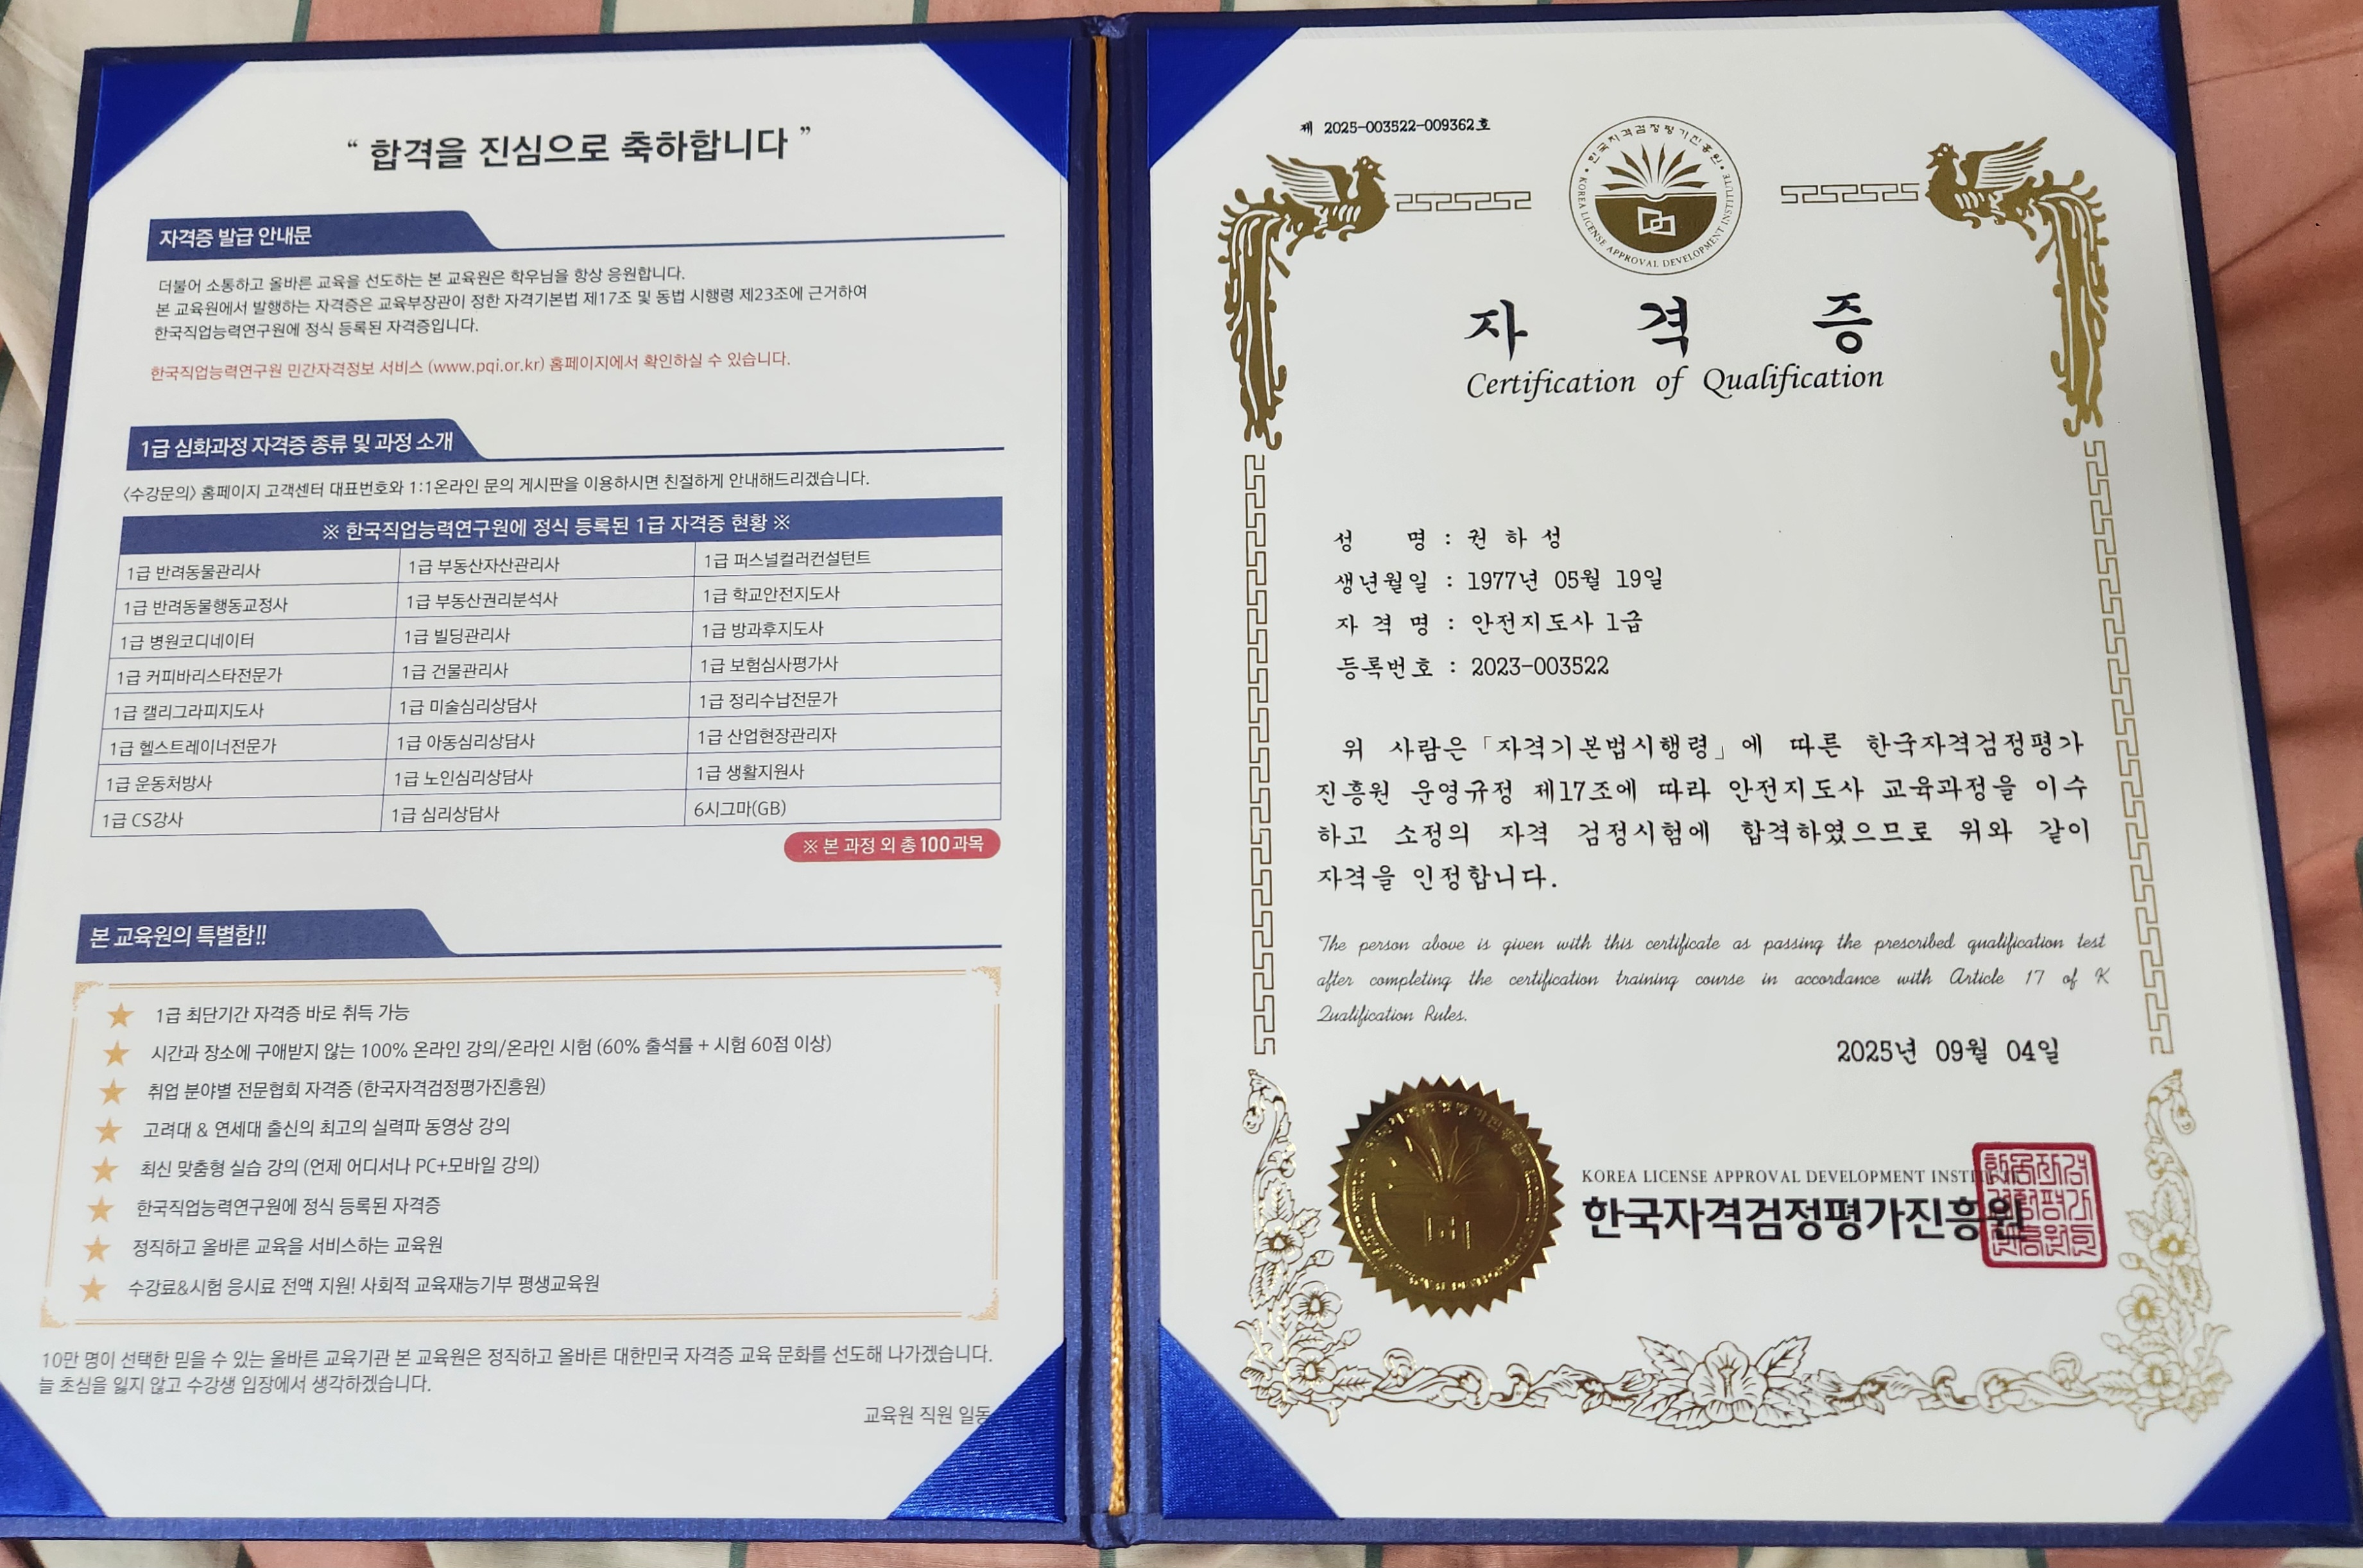 “ 합격을 진심으로 축하합니다 ”
자격증 발급 안내문
더불어 소통하고 올바른 교육을 선도하는 본 교육원은 학우님을 항상 응원합니다.
본 교육원에서 발행하는 자격증은 교육부장관이 정한 자격기본법 제17조 및 동법 시행령 제23조에 근거하여
한국직업능력연구원에 정식 등록된 자격증입니다.
한국직업능력연구원 민간자격정보 서비스 (www.pqi.or.kr) 홈페이지에서 확인하실 수 있습니다.
1급 심화과정 자격증 종류 및 과정 소개
<수강문의> 홈페이지 고객센터 대표번호와 1:1온라인 문의 게시판을 이용하시면 친절하게 안내해드리겠습니다.
※ 한국직업능력연구원에 정식 등록된 1급 자격증 현황 ※
1급 반려동물관리사 1급 부동산자산관리사 1급 퍼스널컬러컨설턴트
1급 반려동물행동교정사 1급 부동산권리분석사 1급 학교안전지도사
1급 병원코디네이터 1급 빌딩관리사 1급 방과후지도사
1급 커피바리스타전문가 1급 건물관리사 1급 보험심사평가사
1급 캘리그라피지도사 1급 미술심리상담사 1급 정리수납전문가
1급 헬스트레이너전문가 1급 아동심리상담사 1급 산업현장관리자
1급 운동처방사 1급 노인심리상담사 1급 생활지원사
1급 CS강사 1급 심리상담사 6시그마(GB)
※ 본 과정 외 총 100과목
본 교육원의 특별함!!
★ 1급 최단기간 자격증 바로 취득 가능
★ 시간과 장소에 구애받지 않는 100% 온라인 강의/온라인 시험 (60% 출석률 + 시험 60점 이상)
★ 취업 분야별 전문협회 자격증 (한국자격검정평가진흥원)
★ 고려대 & 연세대 출신의 최고의 실력파 동영상 강의
★ 최신 맞춤형 실습 강의 (언제 어디서나 PC+모바일 강의)
★ 한국직업능력연구원에 정식 등록된 자격증
★ 정직하고 올바른 교육을 서비스하는 교육원
★ 수강료&시험 응시료 전액 지원! 사회적 교육재능기부 평생교육원
10만 명이 선택한 믿을 수 있는 올바른 교육기관 본 교육원은 정직하고 올바른 대한민국 자격증 교육 문화를 선도해 나가겠습니다.
늘 초심을 잃지 않고 수강생 입장에서 생각하겠습니다.
교육원 직원 일동
제 2025-003522-009362호
한국자격검정평가진흥원
KOREA LICENSE APPROVAL DEVELOPMENT INSTITUTE
자 격 증
Certification of Qualification
성 명 : 권 하 성
생년월일 : 1977년 05월 19일
자 격 명 : 안전지도사 1급
등록번호 : 2023-003522
위 사람은 「자격기본법시행령」에 따른 한국자격검정평가
진흥원 운영규정 제17조에 따라 안전지도사 교육과정을 이수
하고 소정의 자격 검정시험에 합격하였으므로 위와 같이
자격을 인정합니다.
The person above is given with this certificate as passing the prescribed qualification test
after completing the certification training course in accordance with Article 17 of K
Qualification Rules.
2025년 09월 04일
KOREA LICENSE APPROVAL DEVELOPMENT INSTI
한국자격검정평가진흥원